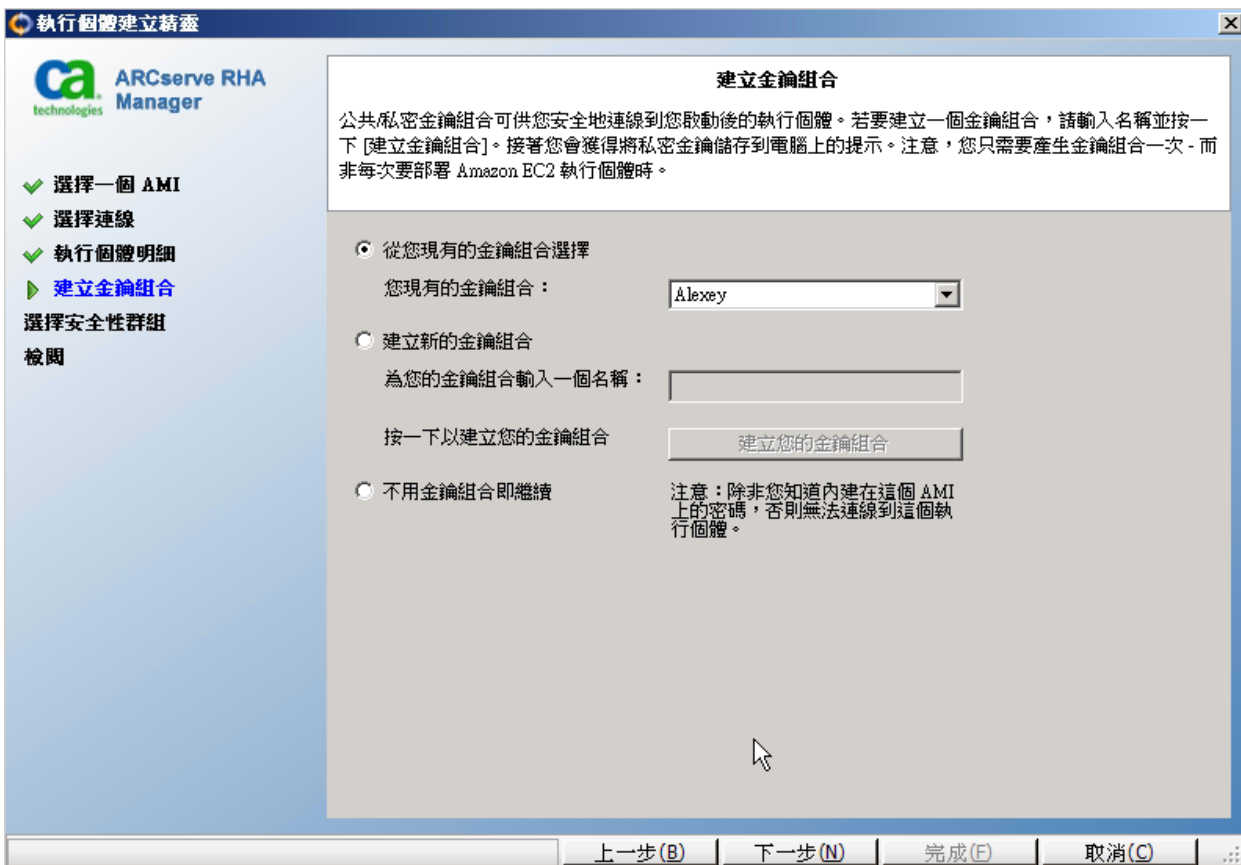 執行個體建立精靈
ca
technologies
ARCserve RHA
Manager
選擇一個 AMI
選擇連線
執行個體明細
建立金鑰組合
選擇安全性群組
檢閱
建立金鑰組合
公共/私密金鑰組合可供您安全地連線到您啟動後的執行個體。若要建立一個金鑰組合，請輸入名稱並按一
下 [建立金鑰組合]。接著您會獲得將私密金鑰儲存到電腦上的提示。注意，您只需要產生金鑰組合一次 - 而
非每次要部署 Amazon EC2 執行個體時。
從您現有的金鑰組合選擇
您現有的金鑰組合：
Alexey
建立新的金鑰組合
為您的金鑰組合輸入一個名稱：
按一下以建立您的金鑰組合
建立您的金鑰組合
不用金鑰組合即繼續
注意：除非您知道內建在這個 AMI
上的密碼，否則無法連線到這個執
行個體。
上一步(B)
下一步(N)
完成(F)
取消(C)